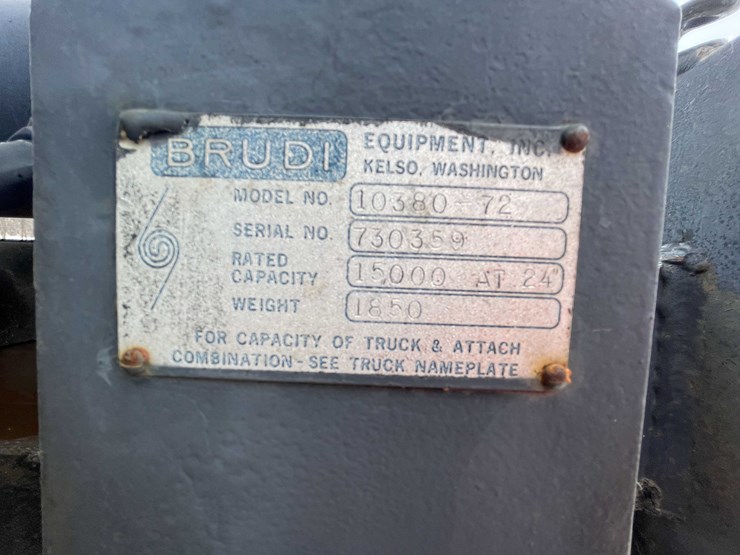 BRUDI EQUIPMENT, INC.
KELSO, WASHINGTON
MODEL NO. 10380-72
SERIAL NO. 730359
RATED CAPACITY 15000 AT 24
WEIGHT 1850
FOR CAPACITY OF TRUCK & ATTACH
COMBINATION - SEE TRUCK NAMEPLATE